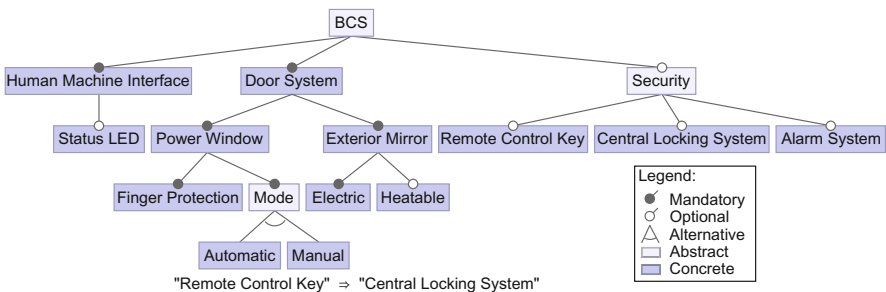 BCS
Human Machine Interface
Door System
Security
Status LED
Power Window
Exterior Mirror
Remote Control Key
Central Locking System
Alarm System
Finger Protection
Mode
Electric
Heatable
Automatic
Manual
"Remote Control Key" ⇒ "Central Locking System"
Legend:
Mandatory
Optional
Alternative
Abstract
Concrete